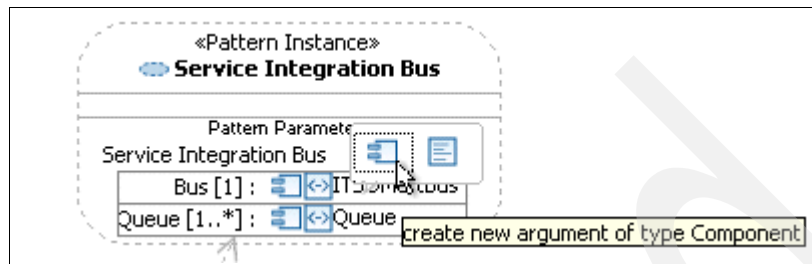 «Pattern Instance»
Service Integration Bus
Pattern Paramete
Service Integration Bus
Bus [1] :
Queue [1..*] : Queue
create new argument of type Component